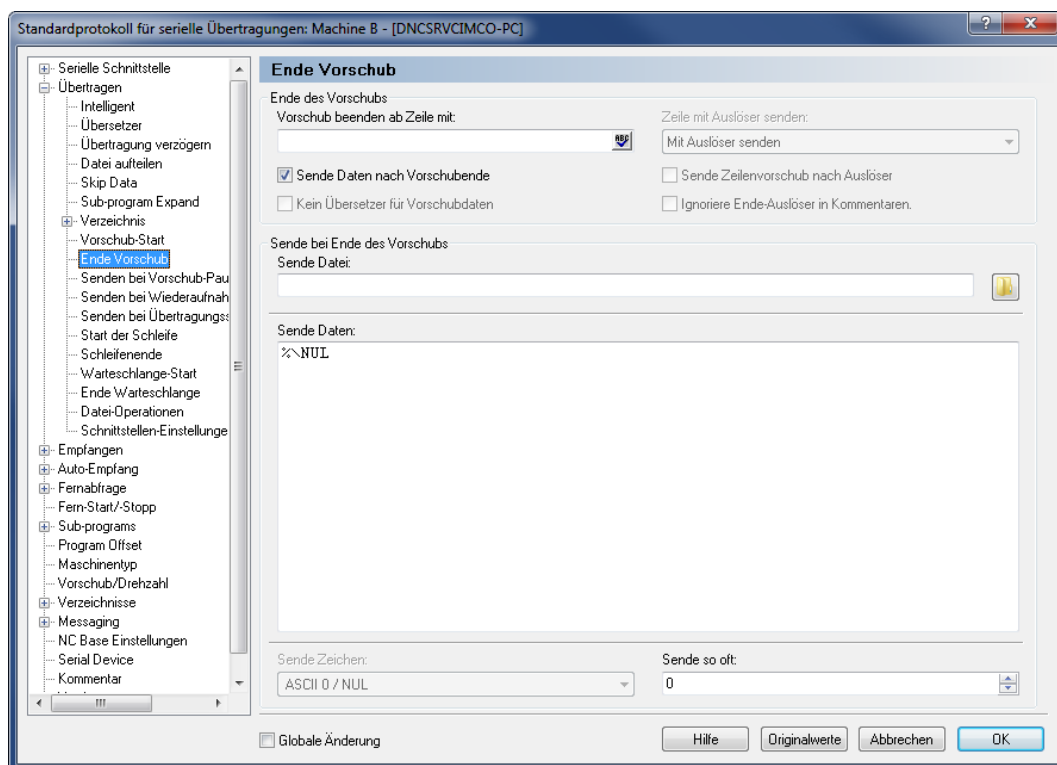 Standardprotokoll für serielle Übertragungen: Machine B - [DNCSRVCIMCO-PC]
Serielle Schnittstelle
Übertragen
Intelligent
Übersetzer
Übertragung verzögern
Datei aufteilen
Skip Data
Sub-program Expand
Verzeichnis
Vorschub-Start
Ende Vorschub
Senden bei Vorschub-Pau
Senden bei Wiederaufnah
Senden bei Übertragungss
Start der Schleife
Schleifenende
Warteschlange-Start
Ende Warteschlange
Datei-Operationen
Schnittstellen-Einstellunge
Empfangen
Auto-Empfang
Fernabfrage
Fern-Start/-Stopp
Sub-programs
Program Offset
Maschinentyp
Vorschub/Drehzahl
Verzeichnisse
Messaging
NC Base Einstellungen
Serial Device
Kommentar
Ende Vorschub
Ende des Vorschubs
Vorschub beenden ab Zeile mit:
ABC
Zeile mit Auslöser senden:
Mit Auslöser senden
Sende Daten nach Vorschubende
Sende Zeilenvorschub nach Auslöser
Kein Übersetzer für Vorschubdaten
Ignoriere Ende-Auslöser in Kommentaren.
Sende bei Ende des Vorschubs
Sende Datei:
Sende Daten:
%\NUL
Sende Zeichen:
ASCII 0 / NUL
Sende so oft:
0
Globale Änderung
Hilfe
Originalwerte
Abbrechen
OK